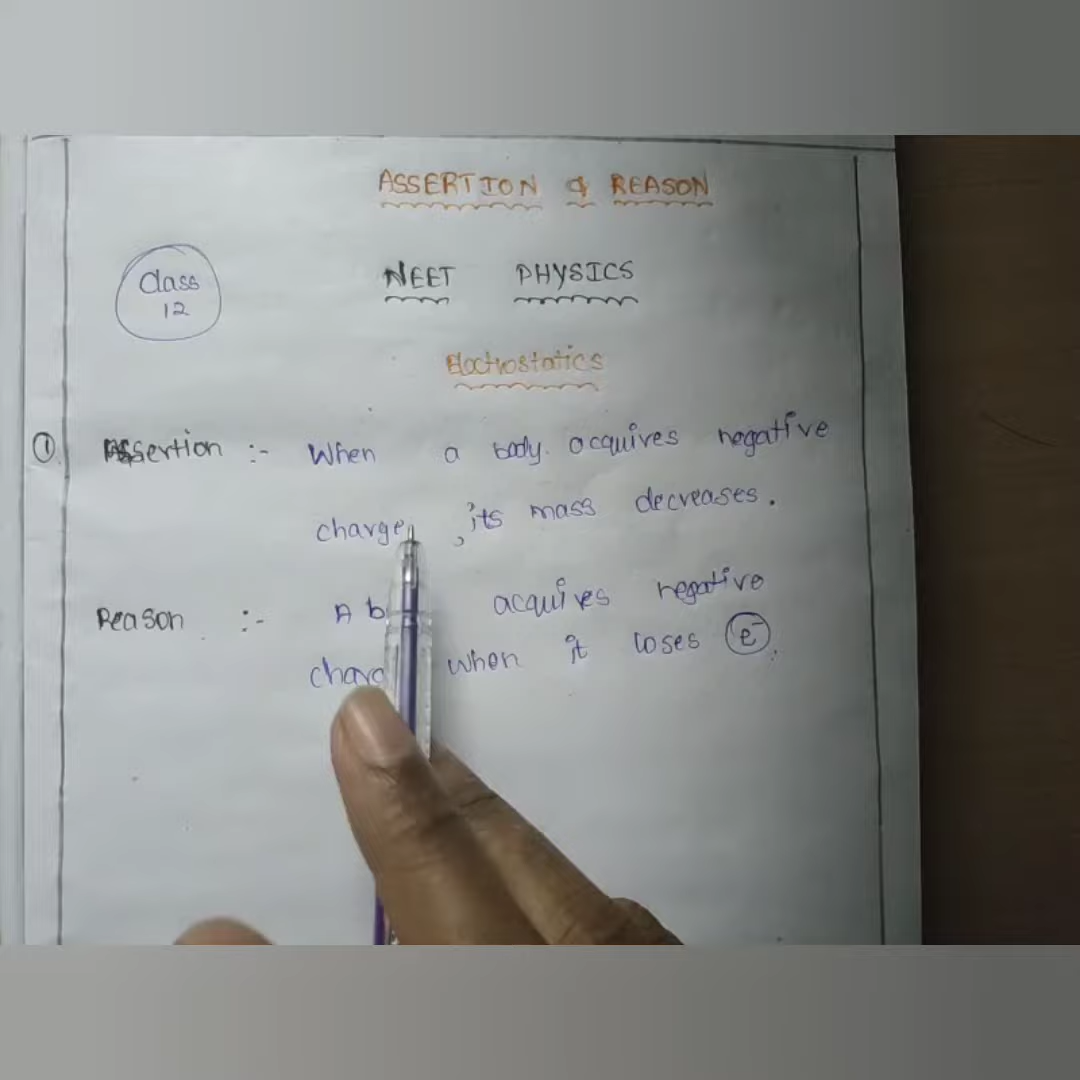 ASSERTION & REASON
Class
12
NEET PHYSICS
Electrostatics
① Assertion :- When a body acquires negative
charge, its mass decreases.
Reason :- A b acquires negative
charg when it loses e⁻.